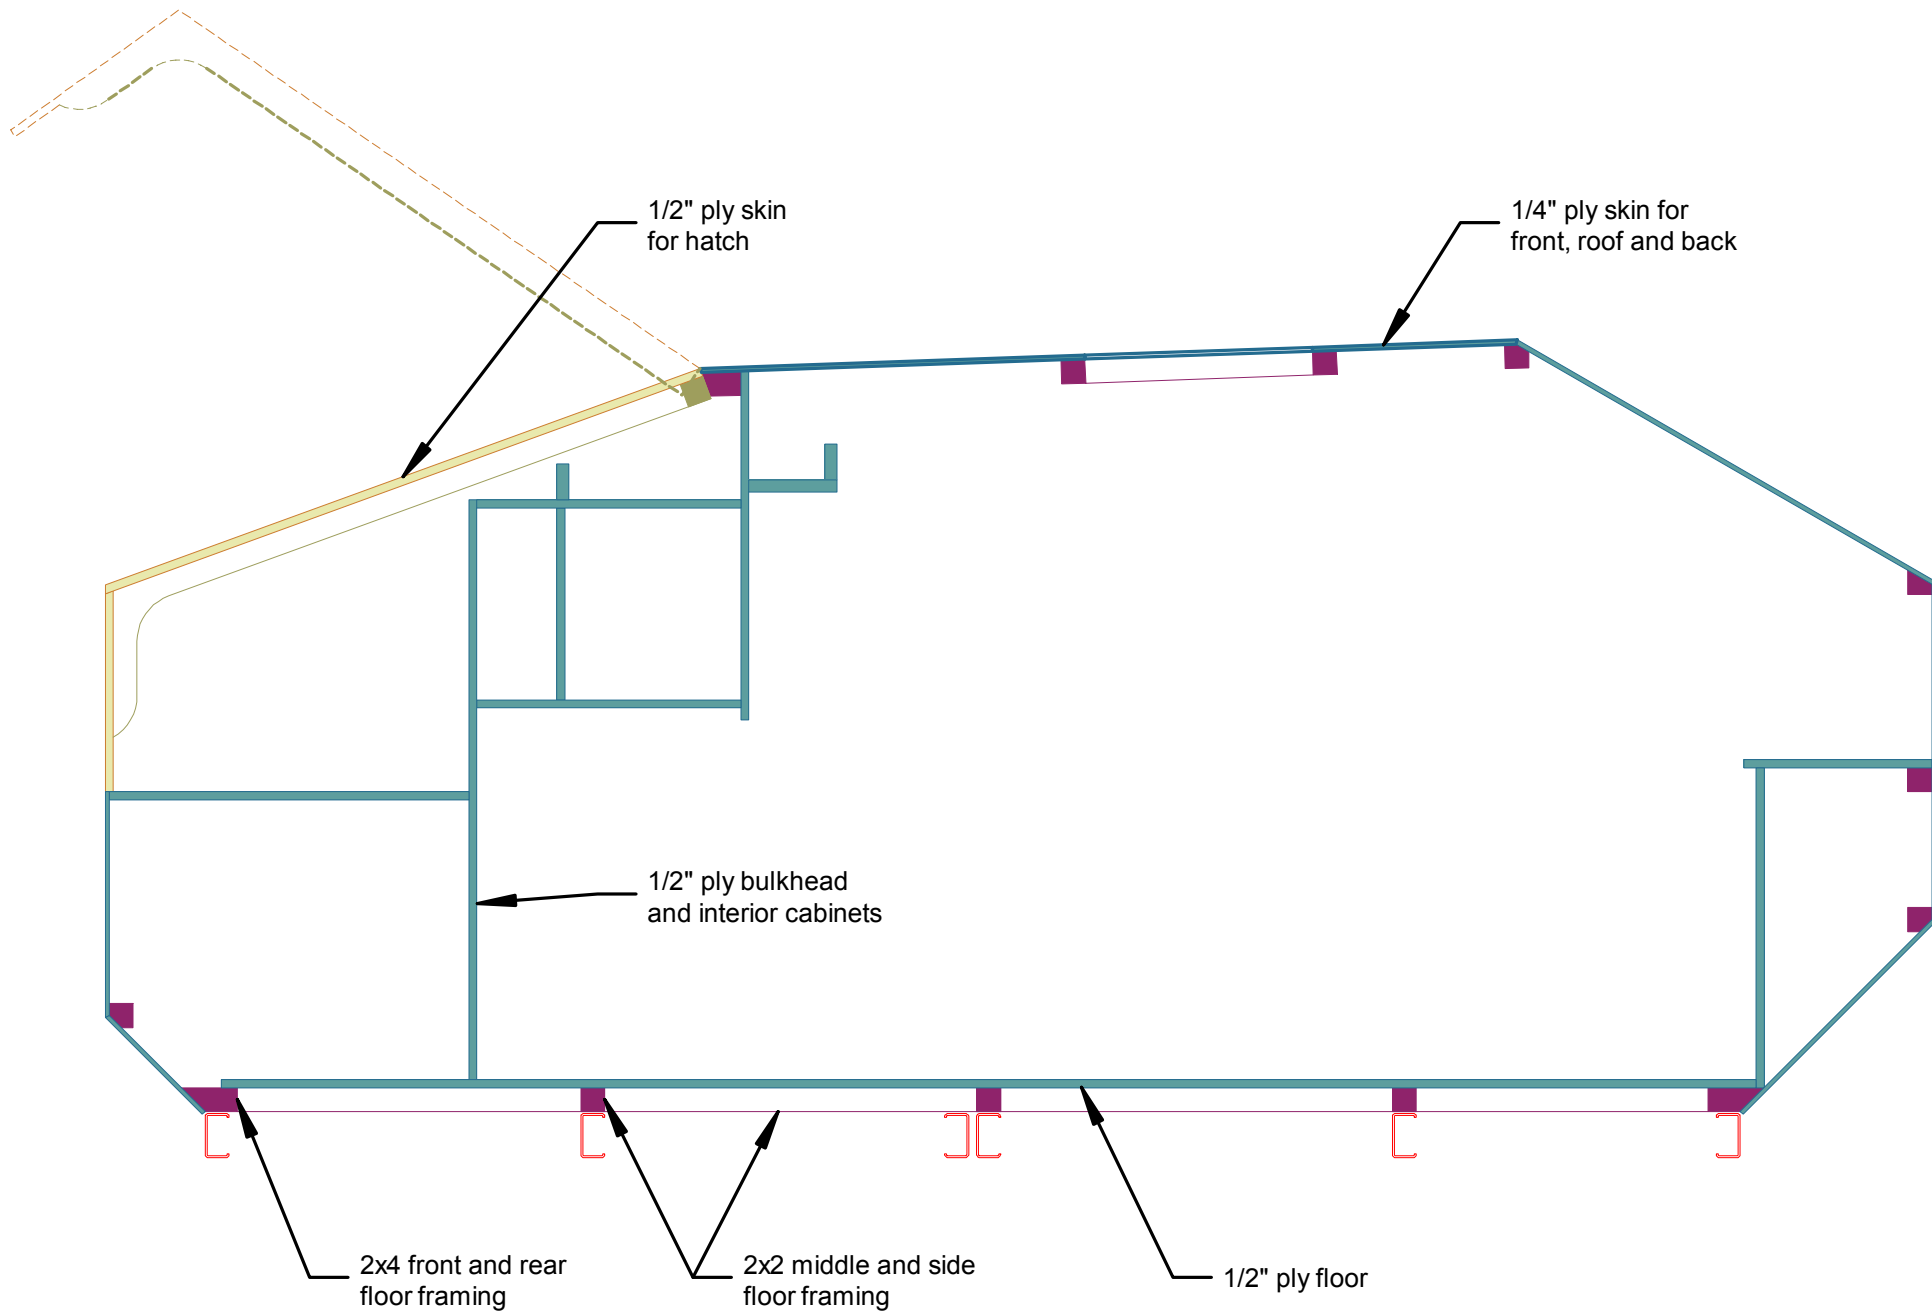 1/2" ply skin
for hatch
1/4" ply skin for
front, roof and back
1/2" ply bulkhead
and interior cabinets
2x4 front and rear
floor framing
2x2 middle and side
floor framing
1/2" ply floor